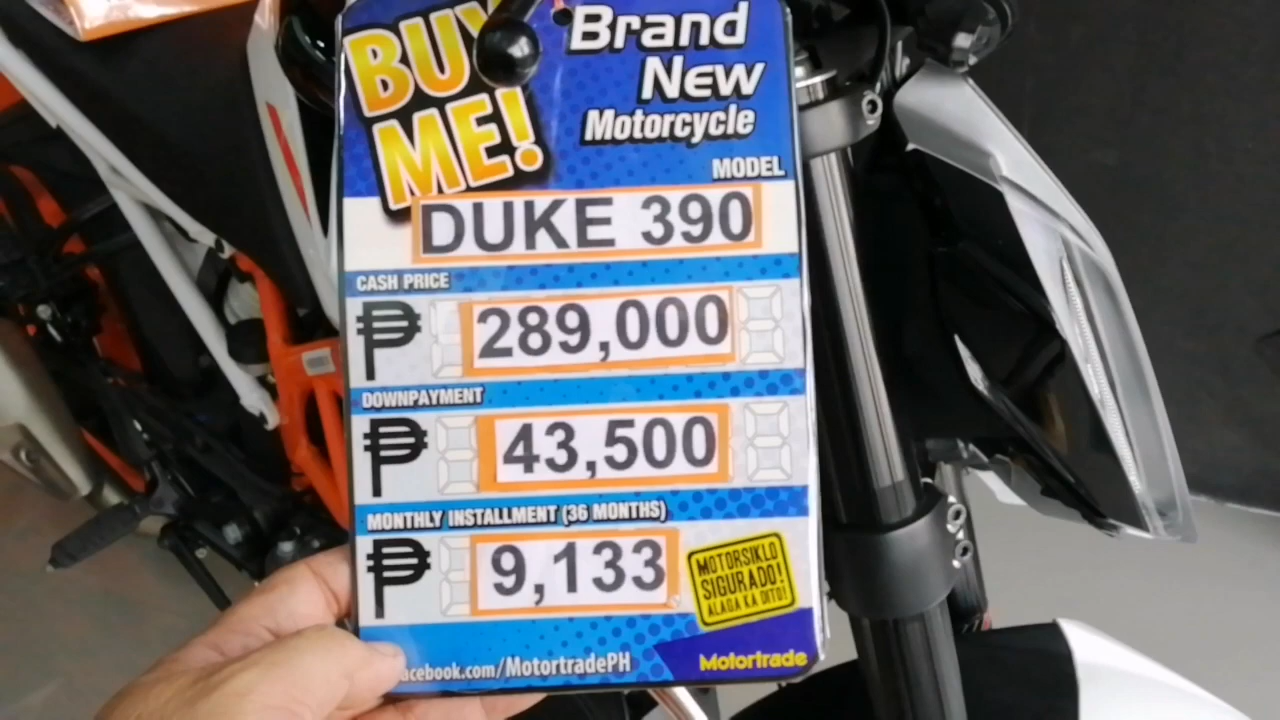 BUY
ME!
Brand
New
Motorcycle
MODEL
DUKE 390
CASH PRICE
₱ 289,000
DOWNPAYMENT
₱ 43,500
MONTHLY INSTALLMENT (36 MONTHS)
₱ 9,133
MOTORSIKLO
SIGURADO!
ALAGA KA DITO!
acebook.com/MotortradePH
Motortrade